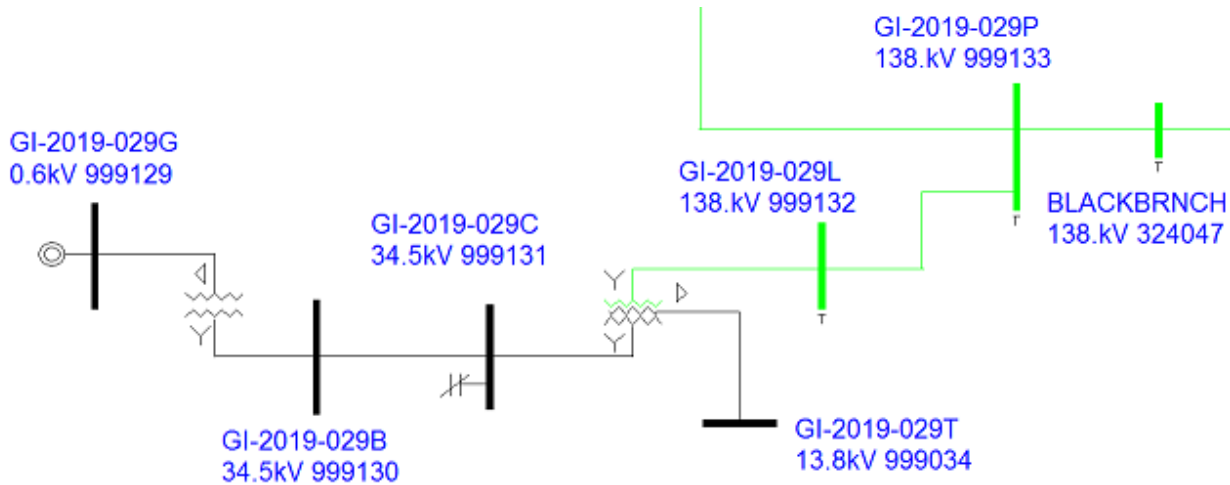 GI-2019-029P
138.kV 999133
GI-2019-029G
0.6kV 999129
GI-2019-029L
138.kV 999132
T
BLACKBRNCH
138.kV 324047
T
GI-2019-029C
34.5kV 999131
T
GI-2019-029B
34.5kV 999130
GI-2019-029T
13.8kV 999034